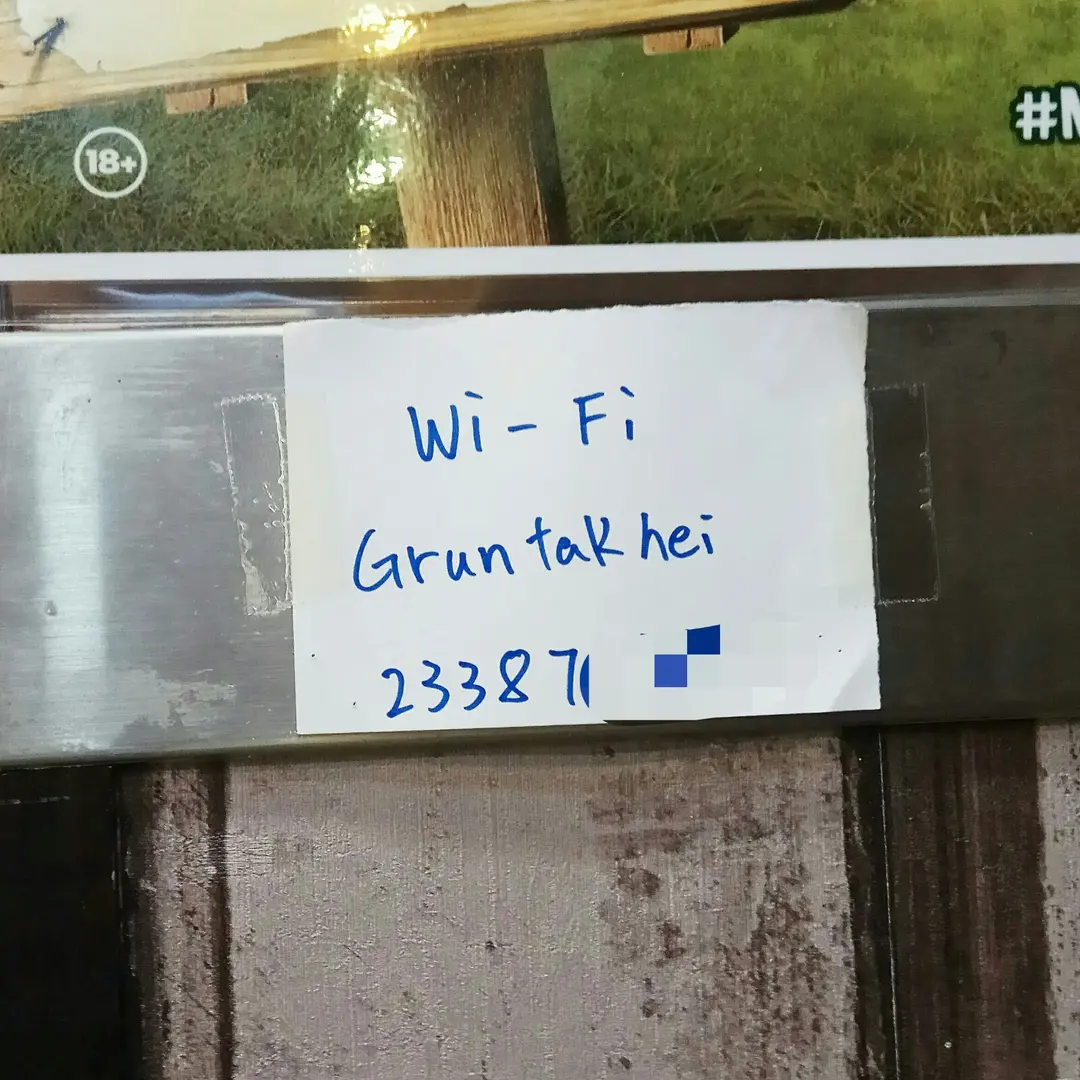 18+
#M
Wi-Fi
Gruntakhei
23387